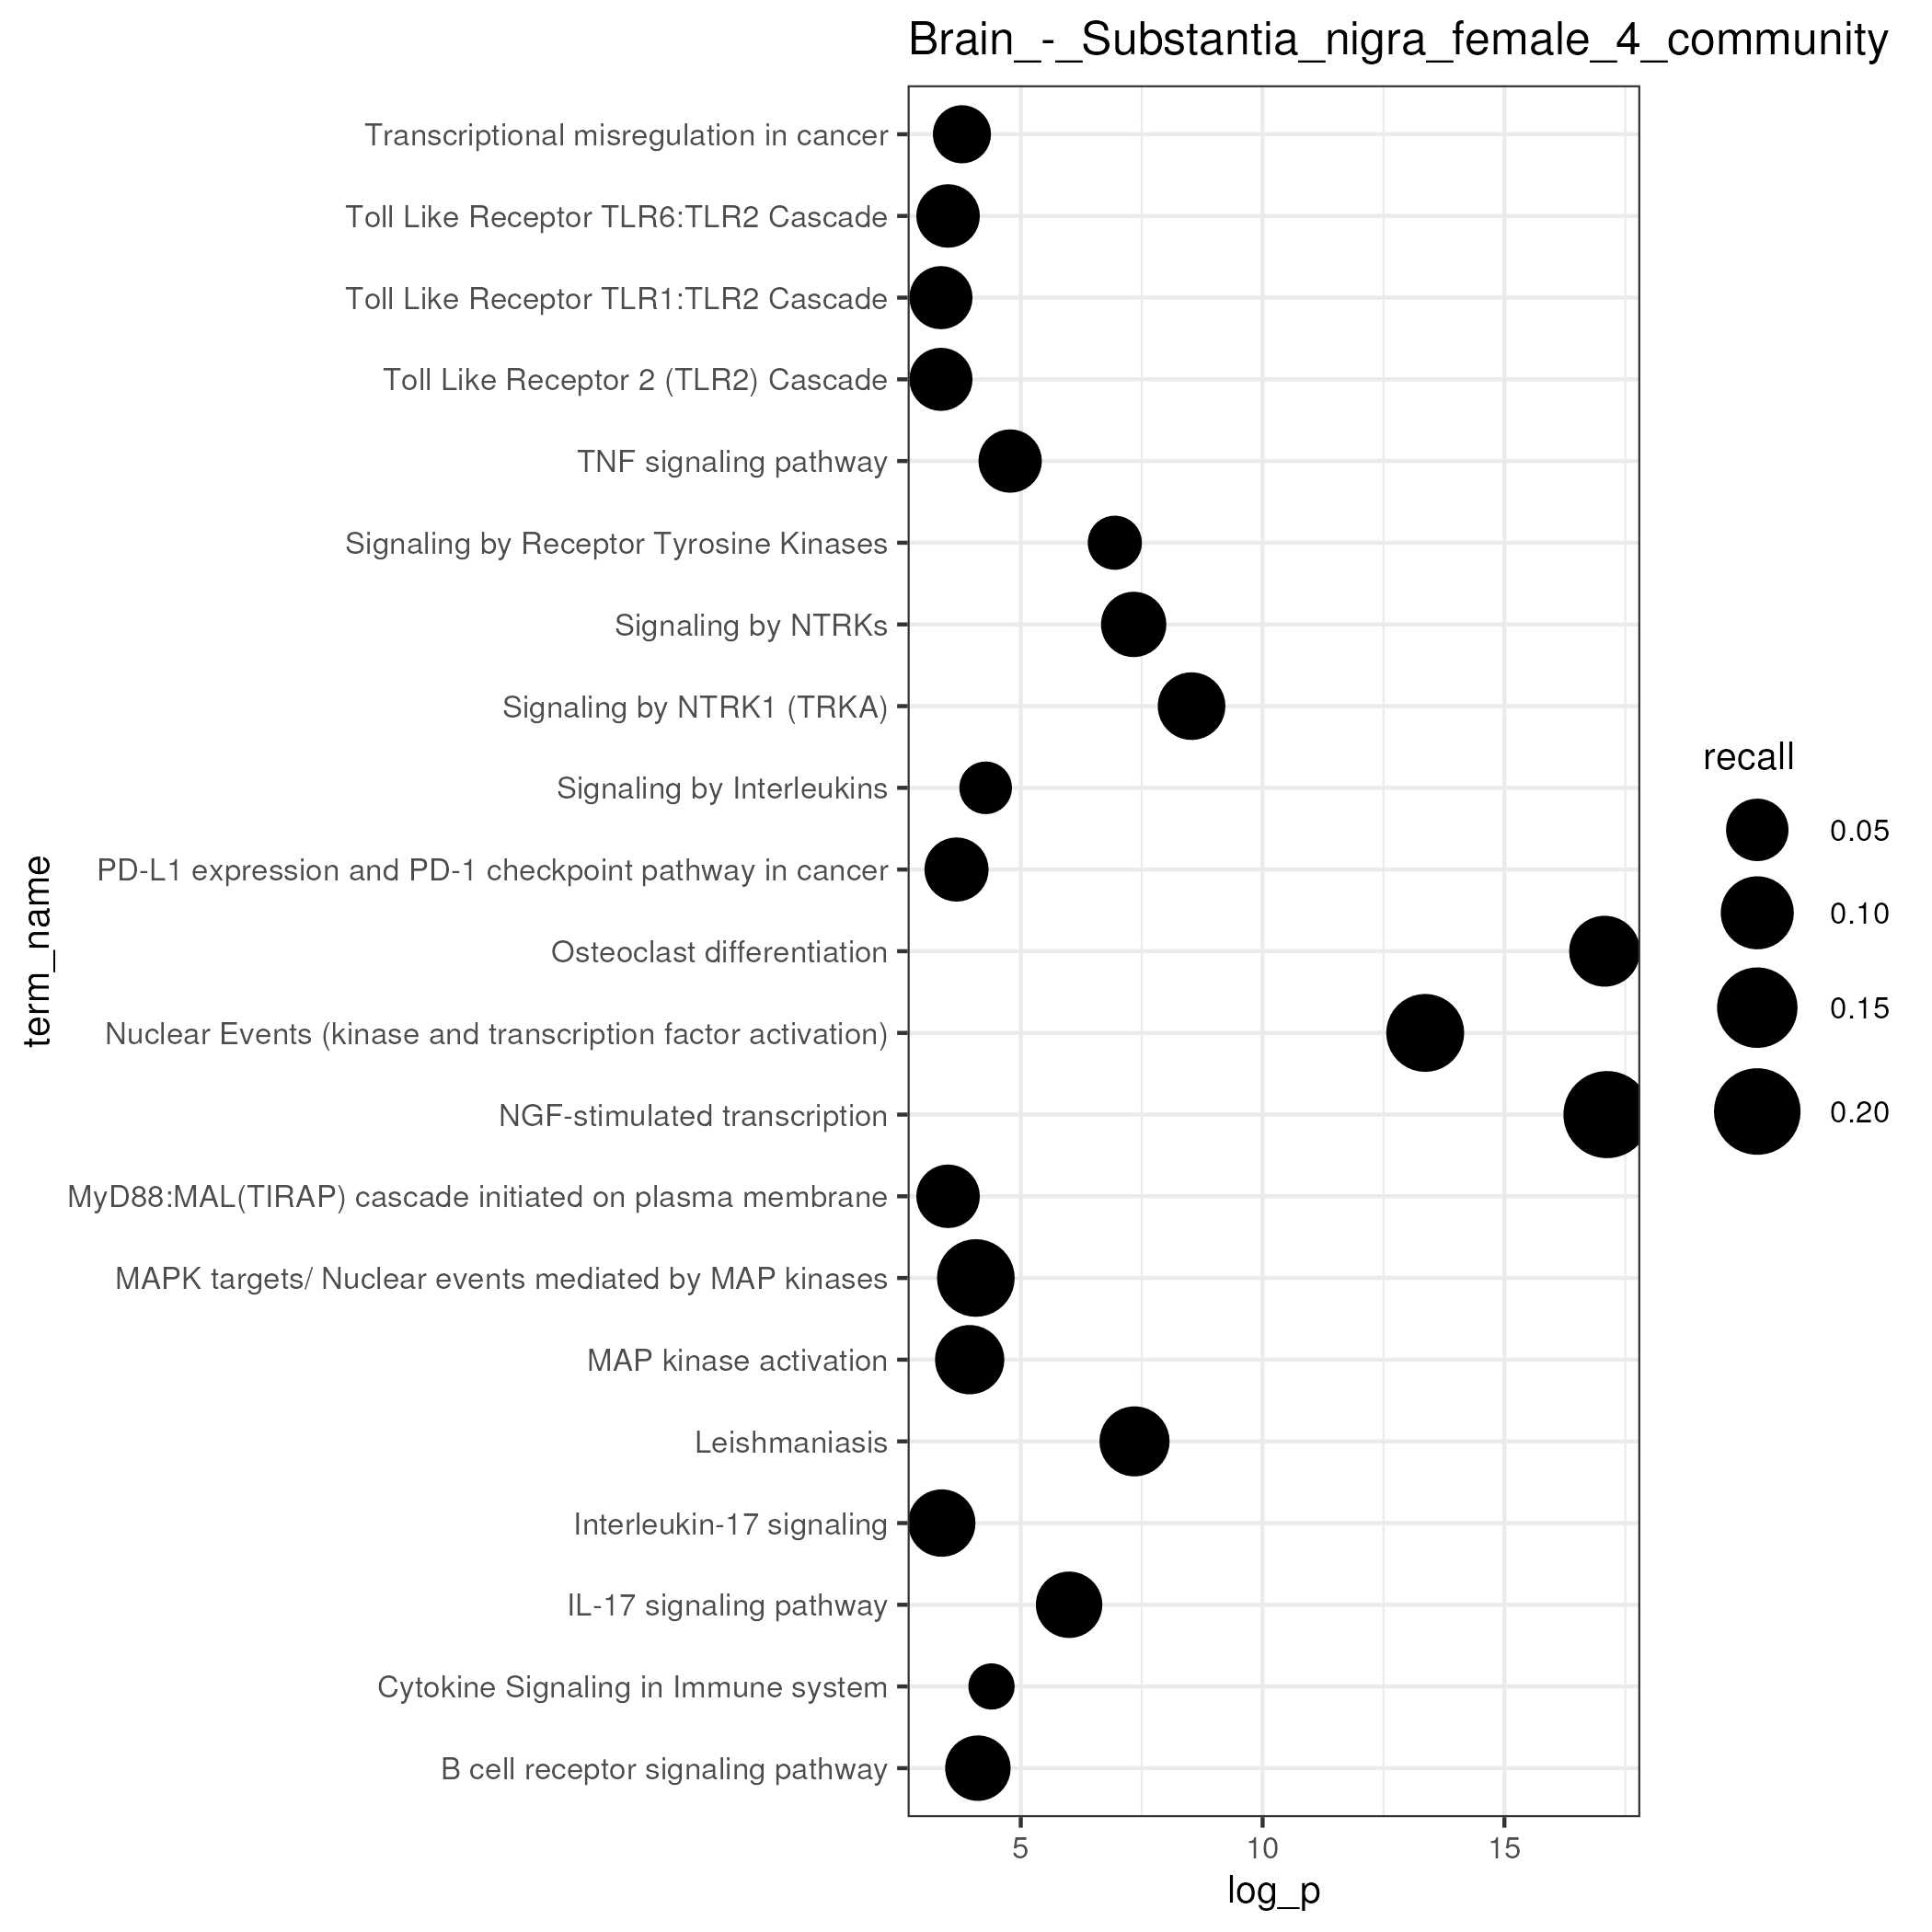 Brain_-_Substantia_nigra_female_4_community
term_name
Transcriptional misregulation in cancer
Toll Like Receptor TLR6:TLR2 Cascade
Toll Like Receptor TLR1:TLR2 Cascade
Toll Like Receptor 2 (TLR2) Cascade
TNF signaling pathway
Signaling by Receptor Tyrosine Kinases
Signaling by NTRKs
Signaling by NTRK1 (TRKA)
Signaling by Interleukins
PD-L1 expression and PD-1 checkpoint pathway in cancer
Osteoclast differentiation
Nuclear Events (kinase and transcription factor activation)
NGF-stimulated transcription
MyD88:MAL(TIRAP) cascade initiated on plasma membrane
MAPK targets/ Nuclear events mediated by MAP kinases
MAP kinase activation
Leishmaniasis
Interleukin-17 signaling
IL-17 signaling pathway
Cytokine Signaling in Immune system
B cell receptor signaling pathway
5 10 15
log_p
recall
0.05
0.10
0.15
0.20